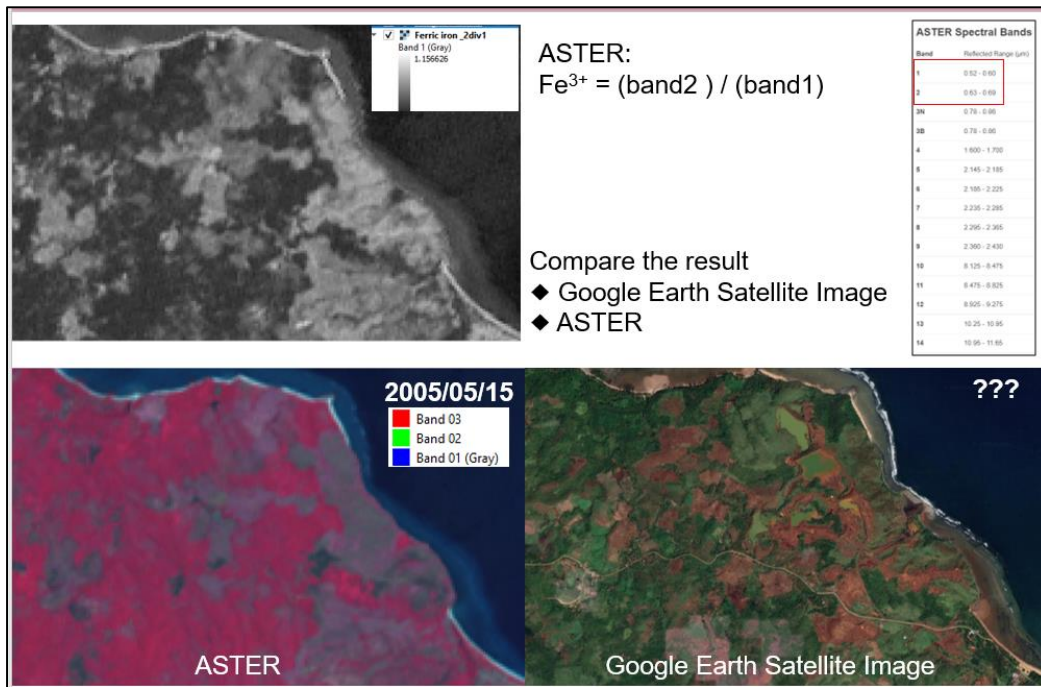 Ferric iron _2div1
Band 1 (Gray)
1.156626
ASTER:
Fe³⁺ = (band2 ) / (band1)
Compare the result
◆ Google Earth Satellite Image
◆ ASTER
ASTER Spectral Bands
Band Reflected Range (µm)
1 0.52 - 0.60
2 0.63 - 0.69
3N 0.78 - 0.86
3B 0.78 - 0.86
4 1.600 - 1.700
5 2.145 - 2.185
6 2.185 - 2.225
7 2.235 - 2.285
8 2.295 - 2.365
9 2.360 - 2.430
10 8.125 - 8.475
11 8.475 - 8.825
12 8.925 - 9.275
13 10.25 - 10.95
14 10.95 - 11.65
2005/05/15
Band 03
Band 02
Band 01 (Gray)
ASTER
???
Google Earth Satellite Image